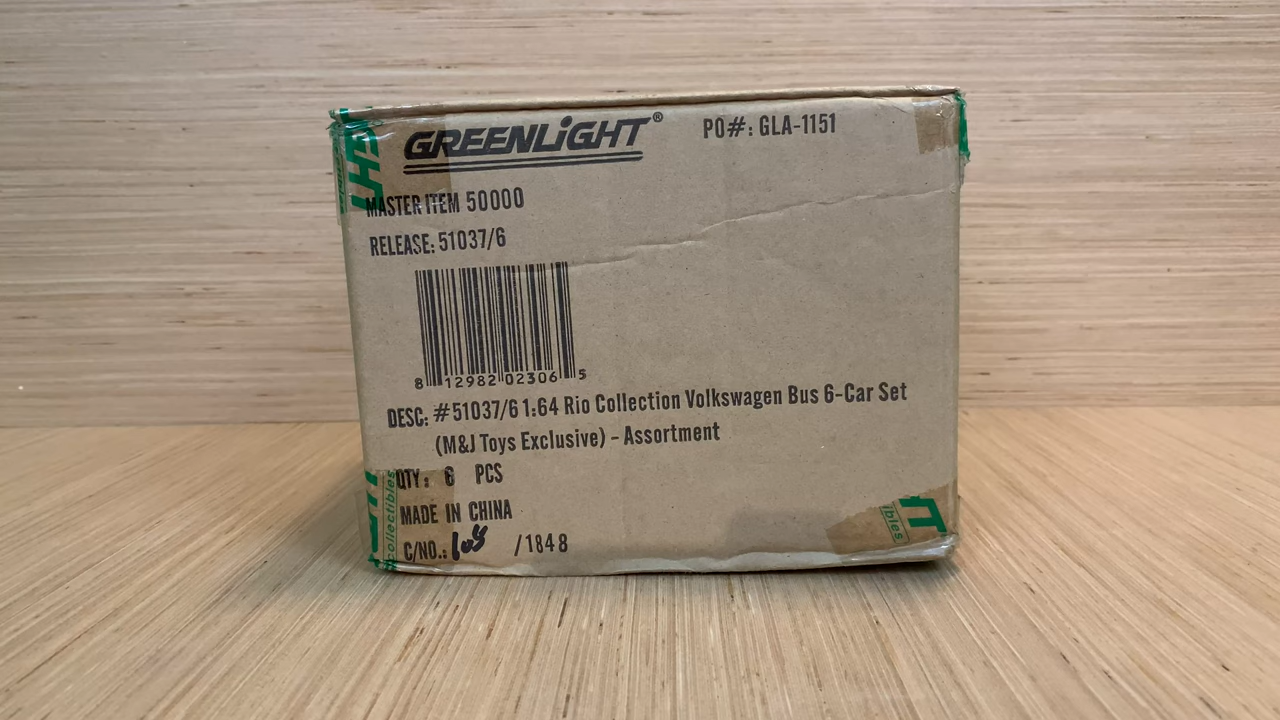 GREENLiGHT®
PO#: GLA-1151
MASTER ITEM 50000
RELEASE: 51037/6
8 12982 02306 5
DESC: #51037/6 1:64 Rio Collection Volkswagen Bus 6-Car Set
(M&J Toys Exclusive) - Assortment
QTY: 6 PCS
MADE IN CHINA
C/NO.: /1848
collectibles